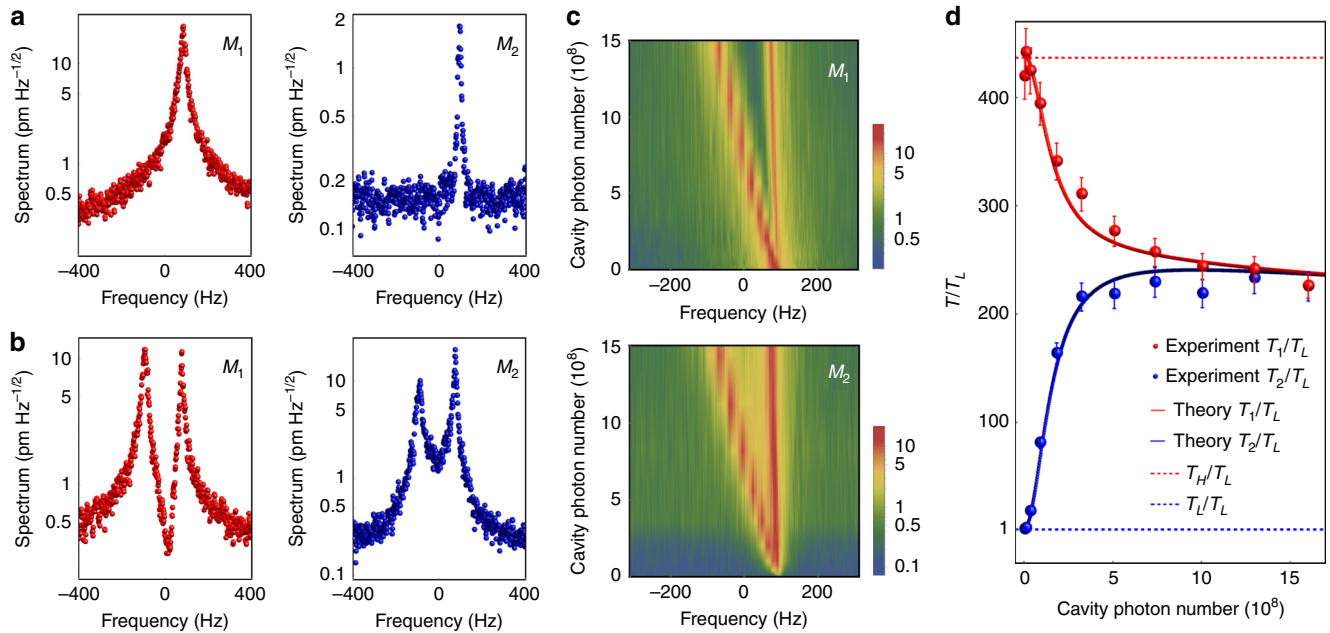 a
M1
Spectrum (pm Hz−1/2)
10
5
1
0.5
−400
0
400
Frequency (Hz)
M2
Spectrum (pm Hz−1/2)
2
1
0.5
0.2
0.1
−400
0
400
Frequency (Hz)
b
M1
Spectrum (pm Hz−1/2)
10
5
1
0.5
−400
0
400
Frequency (Hz)
M2
Spectrum (pm Hz−1/2)
10
5
1
0.5
0.1
−400
0
400
Frequency (Hz)
c
M1
Cavity photon number (10^8)
15
10
5
0
−200
0
200
Frequency (Hz)
10
5
1
0.5
M2
Cavity photon number (10^8)
15
10
5
0
−200
0
200
Frequency (Hz)
10
5
1
0.5
0.1
d
T/TL
400
300
200
100
1
Experiment T1/TL
Experiment T2/TL
Theory T1/TL
Theory T2/TL
TH/TL
TL/TL
0
5
10
15
Cavity photon number (10^8)